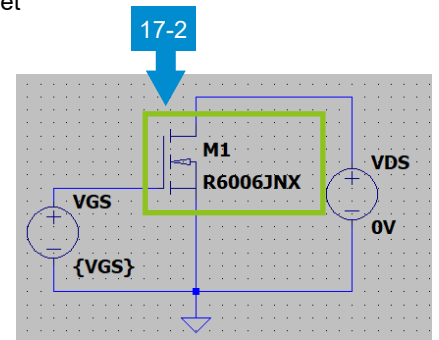 et
17-2
M1
R6006JNX
VDS
0V
VGS
{VGS}